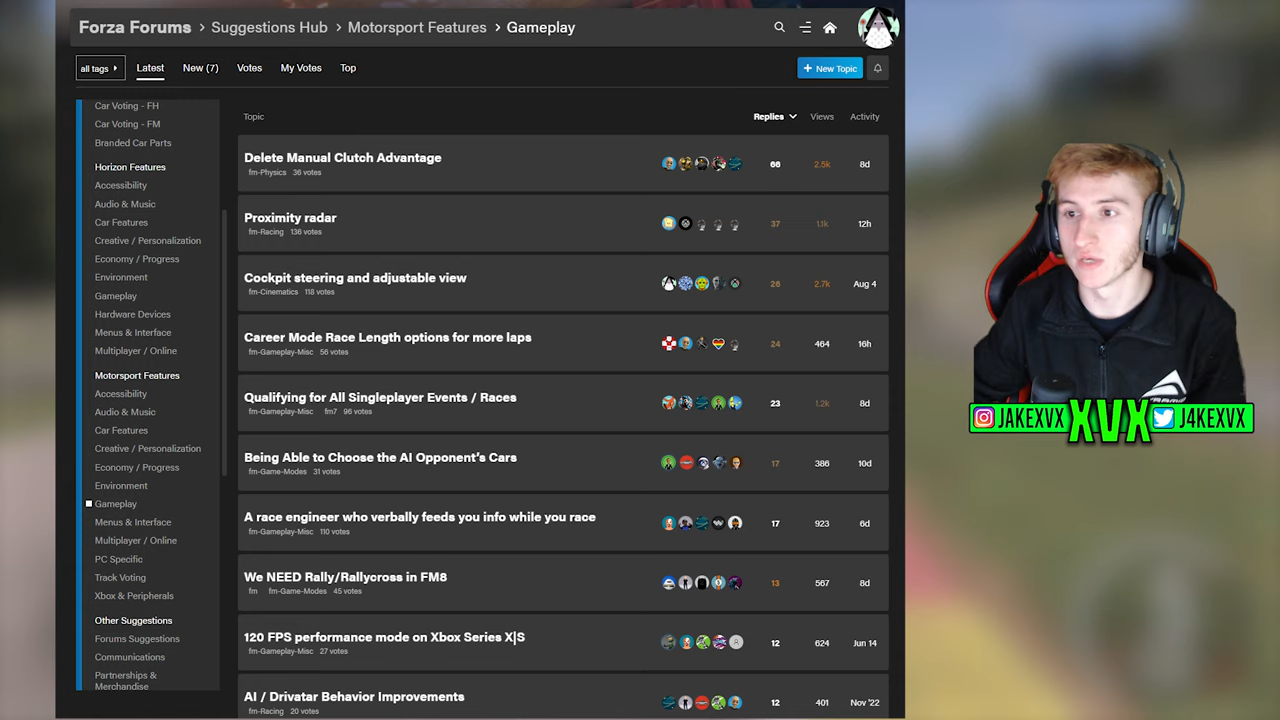 Forza Forums > Suggestions Hub > Motorsport Features > Gameplay
all tags
Latest
New (7)
Votes
My Votes
Top
+ New Topic
Car Voting - FH
Car Voting - FM
Branded Car Parts
Horizon Features
Accessibility
Audio & Music
Car Features
Creative / Personalization
Economy / Progress
Environment
Gameplay
Hardware Devices
Menus & Interface
Multiplayer / Online
Motorsport Features
Accessibility
Audio & Music
Car Features
Creative / Personalization
Economy / Progress
Environment
Gameplay
Menus & Interface
Multiplayer / Online
PC Specific
Track Voting
Xbox & Peripherals
Other Suggestions
Forums Suggestions
Communications
Partnerships &
Merchandise
Topic Replies Views Activity
Delete Manual Clutch Advantage 66 2.5k 8d
fm-Physics 36 votes
Proximity radar 37 1.1k 12h
fm-Racing 136 votes
Cockpit steering and adjustable view 26 2.7k Aug 4
fm-Cinematics 118 votes
Career Mode Race Length options for more laps 24 464 16h
fm-Gameplay-Misc 56 votes
Qualifying for All Singleplayer Events / Races 23 1.2k 8d
fm-Gameplay-Misc fm7 96 votes
Being Able to Choose the AI Opponent's Cars 17 386 10d
fm-Game-Modes 31 votes
A race engineer who verbally feeds you info while you race 17 923 6d
fm-Gameplay-Misc 110 votes
We NEED Rally/Rallycross in FM8 13 567 8d
fm fm-Game-Modes 45 votes
120 FPS performance mode on Xbox Series X|S 12 624 Jun 14
fm-Gameplay-Misc 27 votes
AI / Drivatar Behavior Improvements 12 401 Nov '22
fm-Racing 20 votes
JAKEXVX XVX J4KEXVX